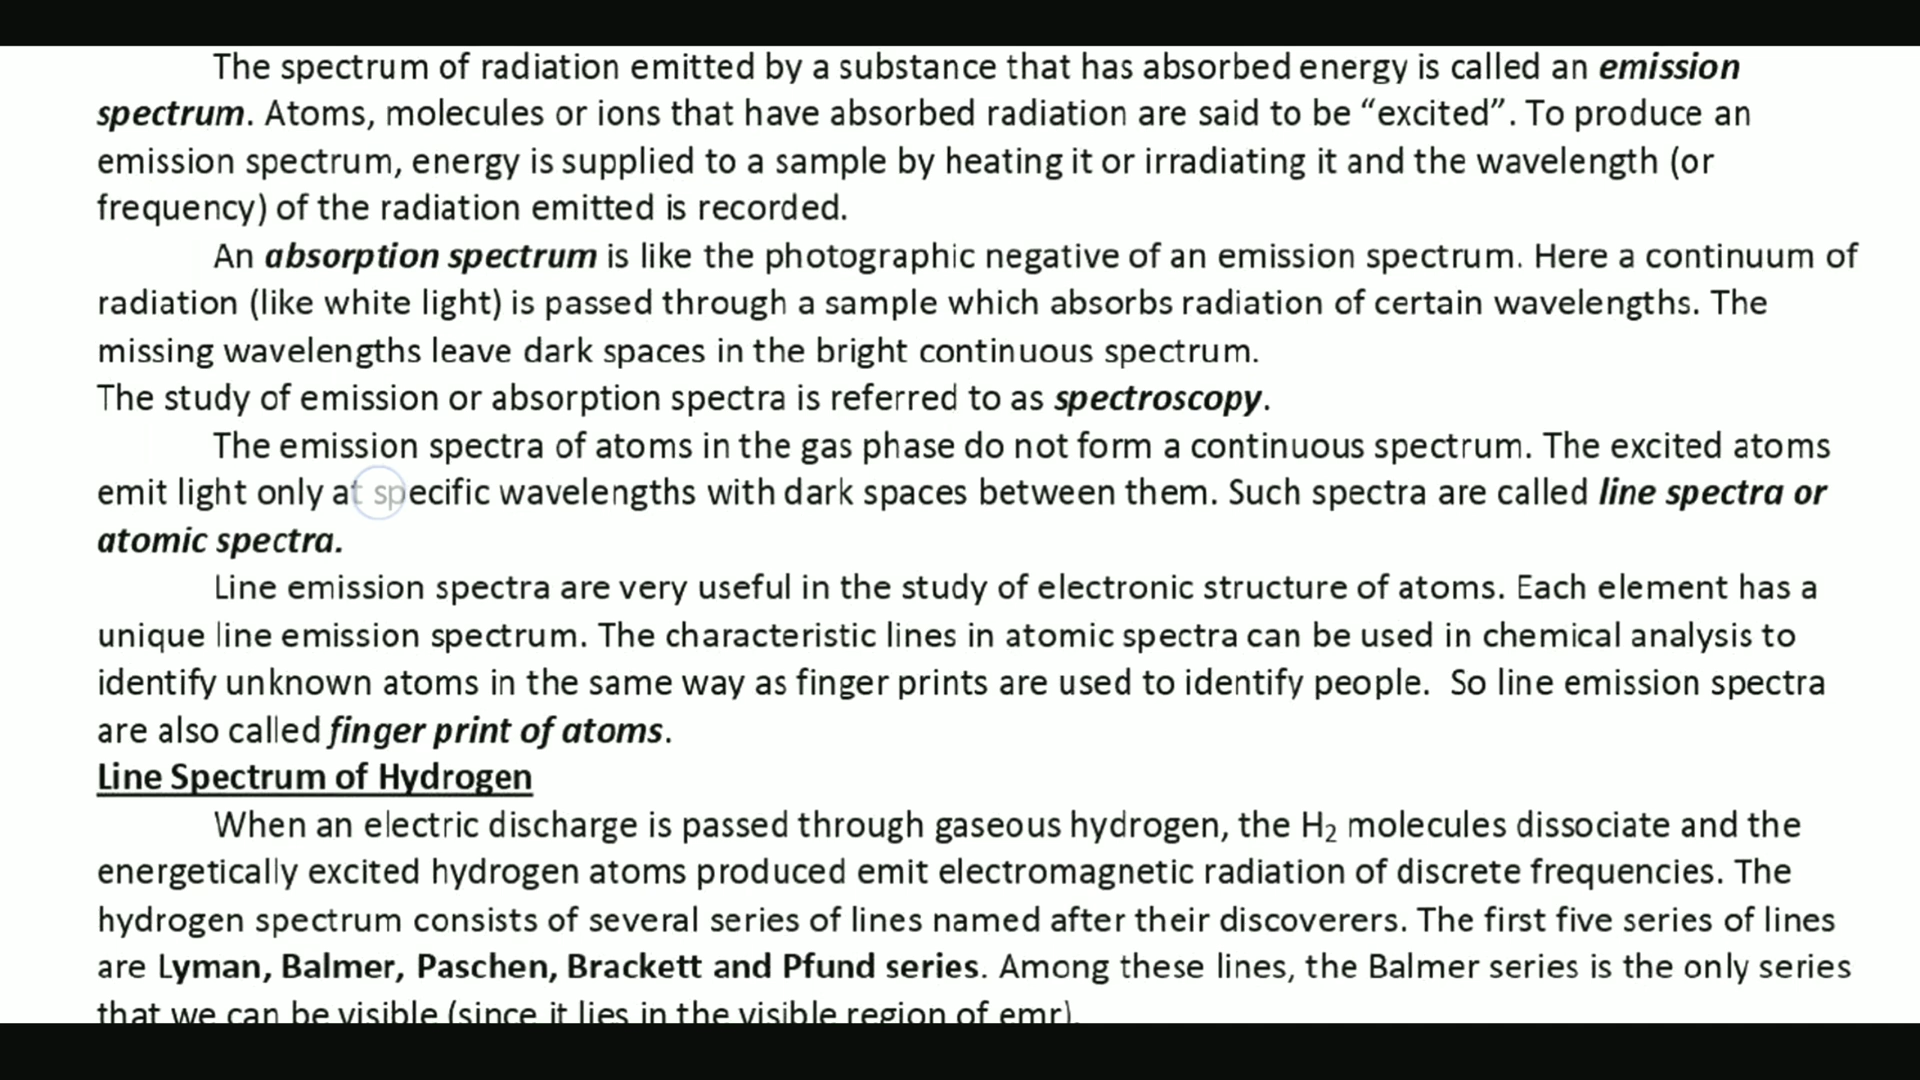 The spectrum of radiation emitted by a substance that has absorbed energy is called an emission
spectrum. Atoms, molecules or ions that have absorbed radiation are said to be “excited”. To produce an
emission spectrum, energy is supplied to a sample by heating it or irradiating it and the wavelength (or
frequency) of the radiation emitted is recorded.
An absorption spectrum is like the photographic negative of an emission spectrum. Here a continuum of
radiation (like white light) is passed through a sample which absorbs radiation of certain wavelengths. The
missing wavelengths leave dark spaces in the bright continuous spectrum.
The study of emission or absorption spectra is referred to as spectroscopy.
The emission spectra of atoms in the gas phase do not form a continuous spectrum. The excited atoms
emit light only at specific wavelengths with dark spaces between them. Such spectra are called line spectra or
atomic spectra.
Line emission spectra are very useful in the study of electronic structure of atoms. Each element has a
unique line emission spectrum. The characteristic lines in atomic spectra can be used in chemical analysis to
identify unknown atoms in the same way as finger prints are used to identify people. So line emission spectra
are also called finger print of atoms.
Line Spectrum of Hydrogen
When an electric discharge is passed through gaseous hydrogen, the H₂ molecules dissociate and the
energetically excited hydrogen atoms produced emit electromagnetic radiation of discrete frequencies. The
hydrogen spectrum consists of several series of lines named after their discoverers. The first five series of lines
are Lyman, Balmer, Paschen, Brackett and Pfund series. Among these lines, the Balmer series is the only series
that we can be visible (since it lies in the visible region of emr).